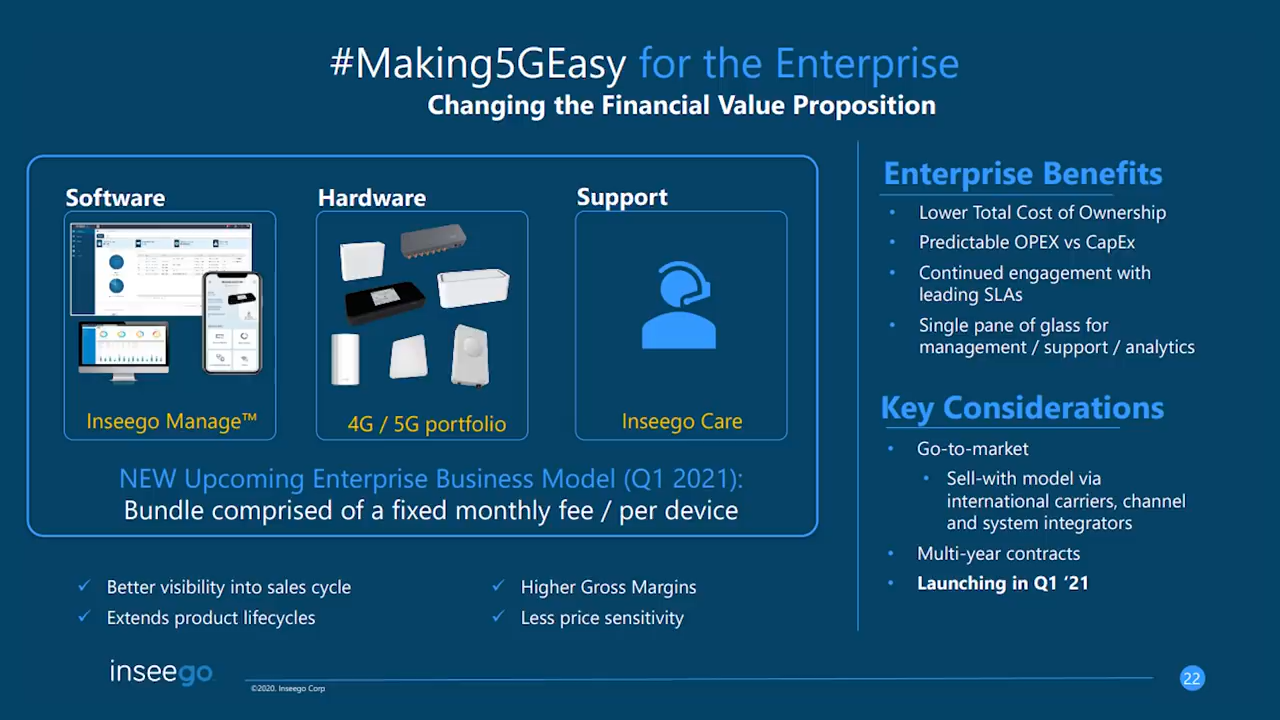 #Making5GEasy for the Enterprise
Changing the Financial Value Proposition
Software
Hardware
Support
Inseego Manage™
4G / 5G portfolio
Inseego Care
NEW Upcoming Enterprise Business Model (Q1 2021):
Bundle comprised of a fixed monthly fee / per device
✓ Better visibility into sales cycle
✓ Extends product lifecycles
✓ Higher Gross Margins
✓ Less price sensitivity
Enterprise Benefits
• Lower Total Cost of Ownership
• Predictable OPEX vs CapEx
• Continued engagement with
leading SLAs
• Single pane of glass for
management / support / analytics
Key Considerations
• Go-to-market
• Sell-with model via
international carriers, channel
and system integrators
• Multi-year contracts
• Launching in Q1 ‘21
inseego
©2020. Inseego Corp
22